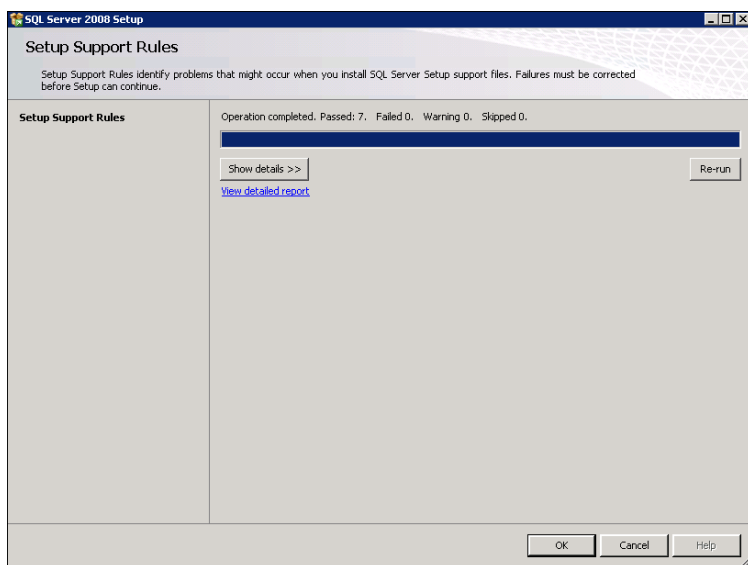 SQL Server 2008 Setup
Setup Support Rules
Setup Support Rules identify problems that might occur when you install SQL Server Setup support files. Failures must be corrected
before Setup can continue.
Setup Support Rules
Operation completed. Passed: 7. Failed 0. Warning 0. Skipped 0.
Show details >>
Re-run
View detailed report
OK
Cancel
Help